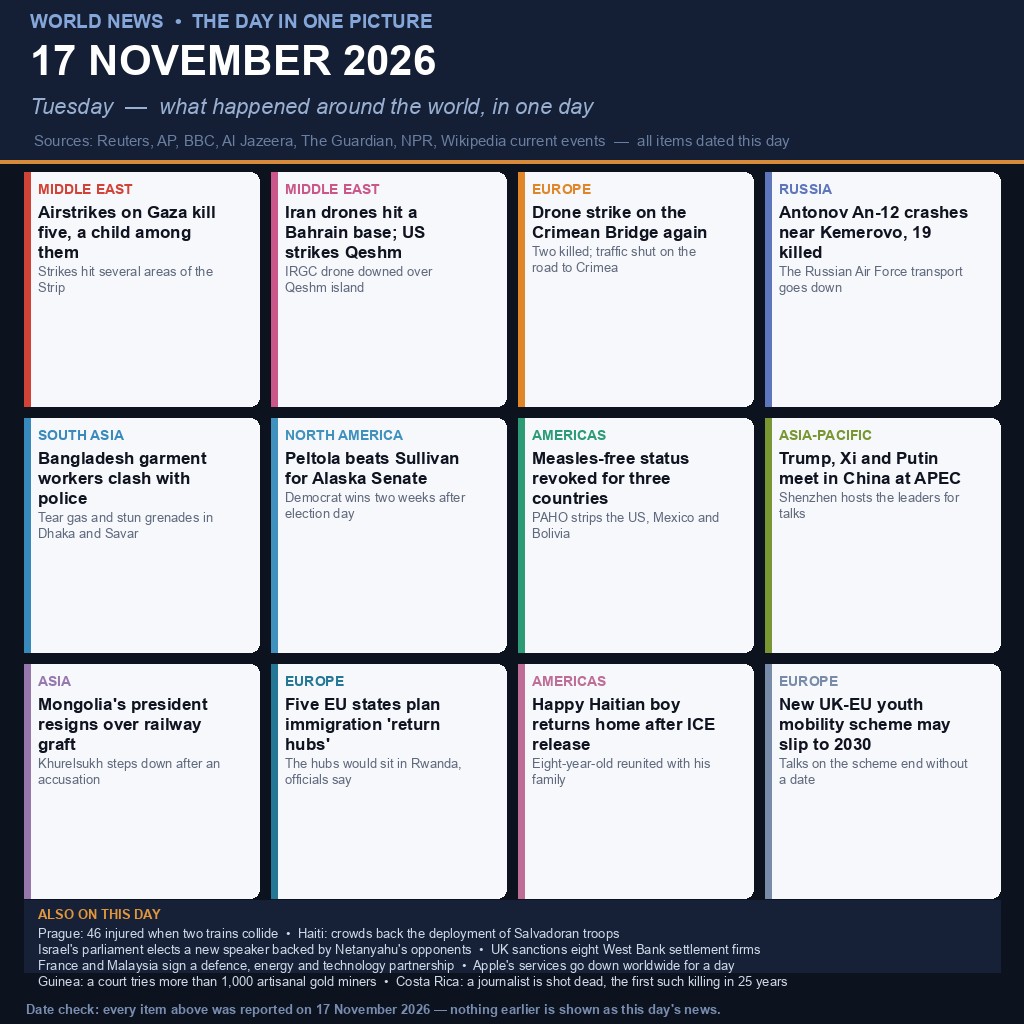 WORLD NEWS • THE DAY IN ONE PICTURE
17 NOVEMBER 2026
Tuesday — what happened around the world, in one day
Sources: Reuters, AP, BBC, Al Jazeera, The Guardian, NPR, Wikipedia current events — all items dated this day
MIDDLE EAST
Airstrikes on Gaza kill
five, a child among
them
Strikes hit several areas of the
Strip
MIDDLE EAST
Iran drones hit a
Bahrain base; US
strikes Qeshm
IRGC drone downed over
Qeshm island
EUROPE
Drone strike on the
Crimean Bridge again
Two killed; traffic shut on the
road to Crimea
RUSSIA
Antonov An-12 crashes
near Kemerovo, 19
killed
The Russian Air Force transport
goes down
SOUTH ASIA
Bangladesh garment
workers clash with
police
Tear gas and stun grenades in
Dhaka and Savar
NORTH AMERICA
Peltola beats Sullivan
for Alaska Senate
Democrat wins two weeks after
election day
AMERICAS
Measles-free status
revoked for three
countries
PAHO strips the US, Mexico and
Bolivia
ASIA-PACIFIC
Trump, Xi and Putin
meet in China at APEC
Shenzhen hosts the leaders for
talks
ASIA
Mongolia's president
resigns over railway
graft
Khurelsukh steps down after an
accusation
EUROPE
Five EU states plan
immigration 'return
hubs'
The hubs would sit in Rwanda,
officials say
AMERICAS
Happy Haitian boy
returns home after ICE
release
Eight-year-old reunited with his
family
EUROPE
New UK-EU youth
mobility scheme may
slip to 2030
Talks on the scheme end without
a date
ALSO ON THIS DAY
Prague: 46 injured when two trains collide • Haiti: crowds back the deployment of Salvadoran troops
Israel's parliament elects a new speaker backed by Netanyahu's opponents • UK sanctions eight West Bank settlement firms
France and Malaysia sign a defence, energy and technology partnership • Apple's services go down worldwide for a day
Guinea: a court tries more than 1,000 artisanal gold miners • Costa Rica: a journalist is shot dead, the first such killing in 25 years
Date check: every item above was reported on 17 November 2026 — nothing earlier is shown as this day's news.